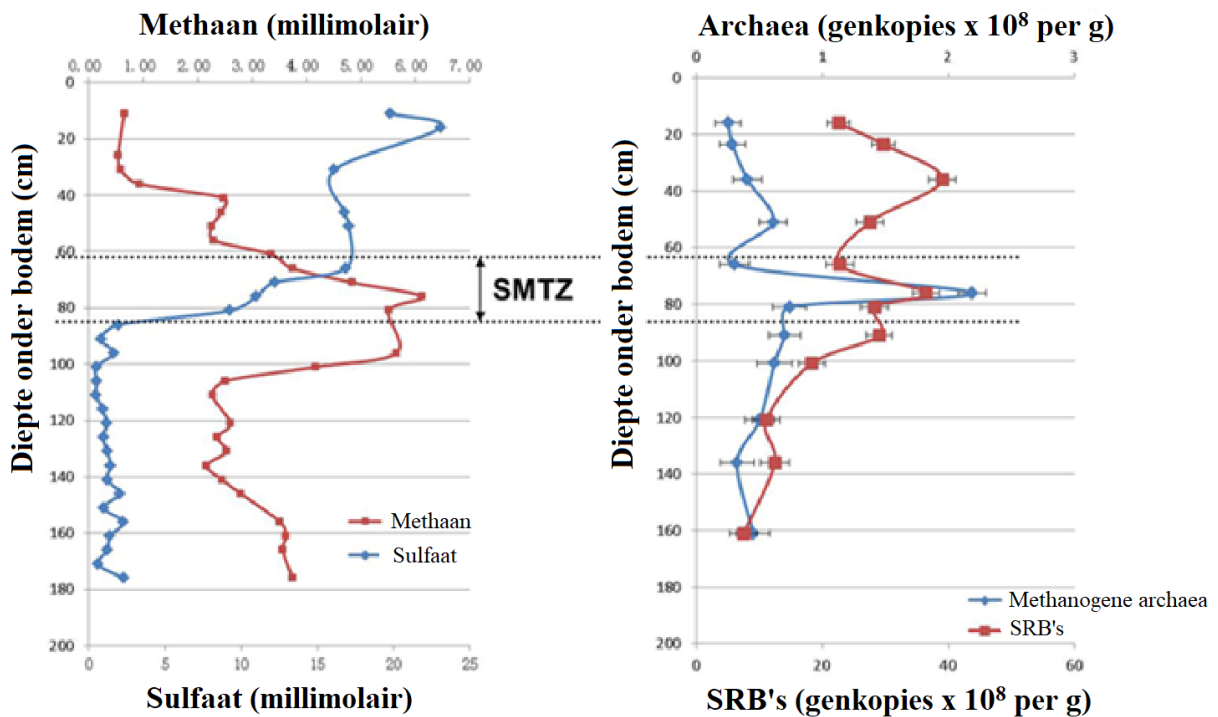 Methaan (millimolair)
0.00 1.00 2.00 3.00 4.00 5.00 6.00 7.00
Diepte onder bodem (cm)
0
20
40
60
80
100
120
140
160
180
200
SMTZ
Methaan
Sulfaat
0 5 10 15 20 25
Sulfaat (millimolair)
Archaea (genkopies x 10⁸ per g)
0 1 2 3
Diepte onder bodem (cm)
0
20
40
60
80
100
120
140
160
180
200
Methanogene archaea
SRB's
0 20 40 60
SRB's (genkopies x 10⁸ per g)